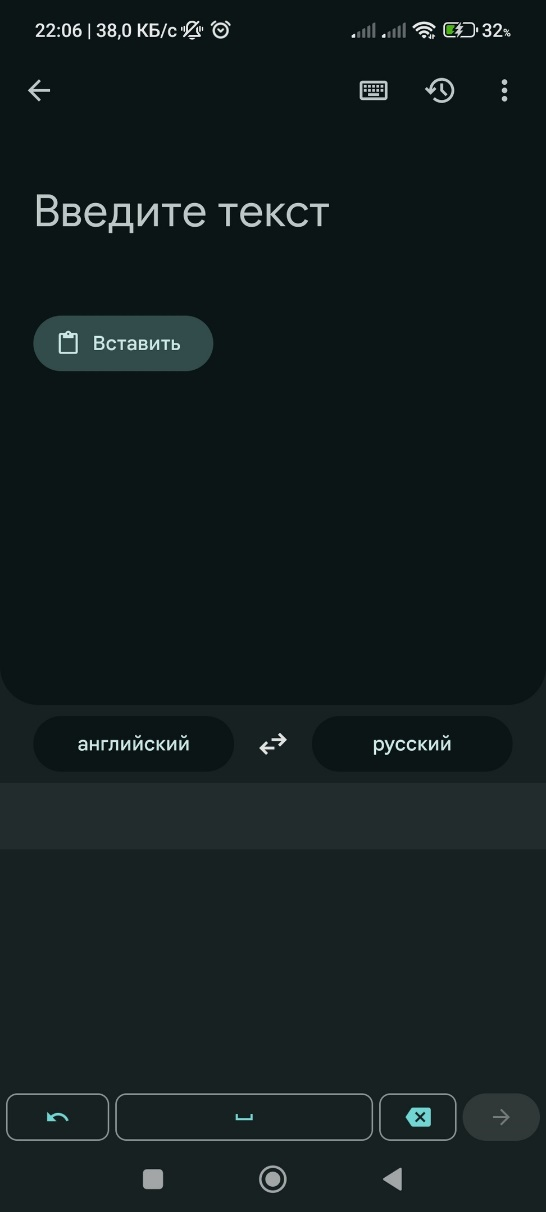 22:06 | 38,0 КБ/с 32%
Введите текст
Вставить
английский русский